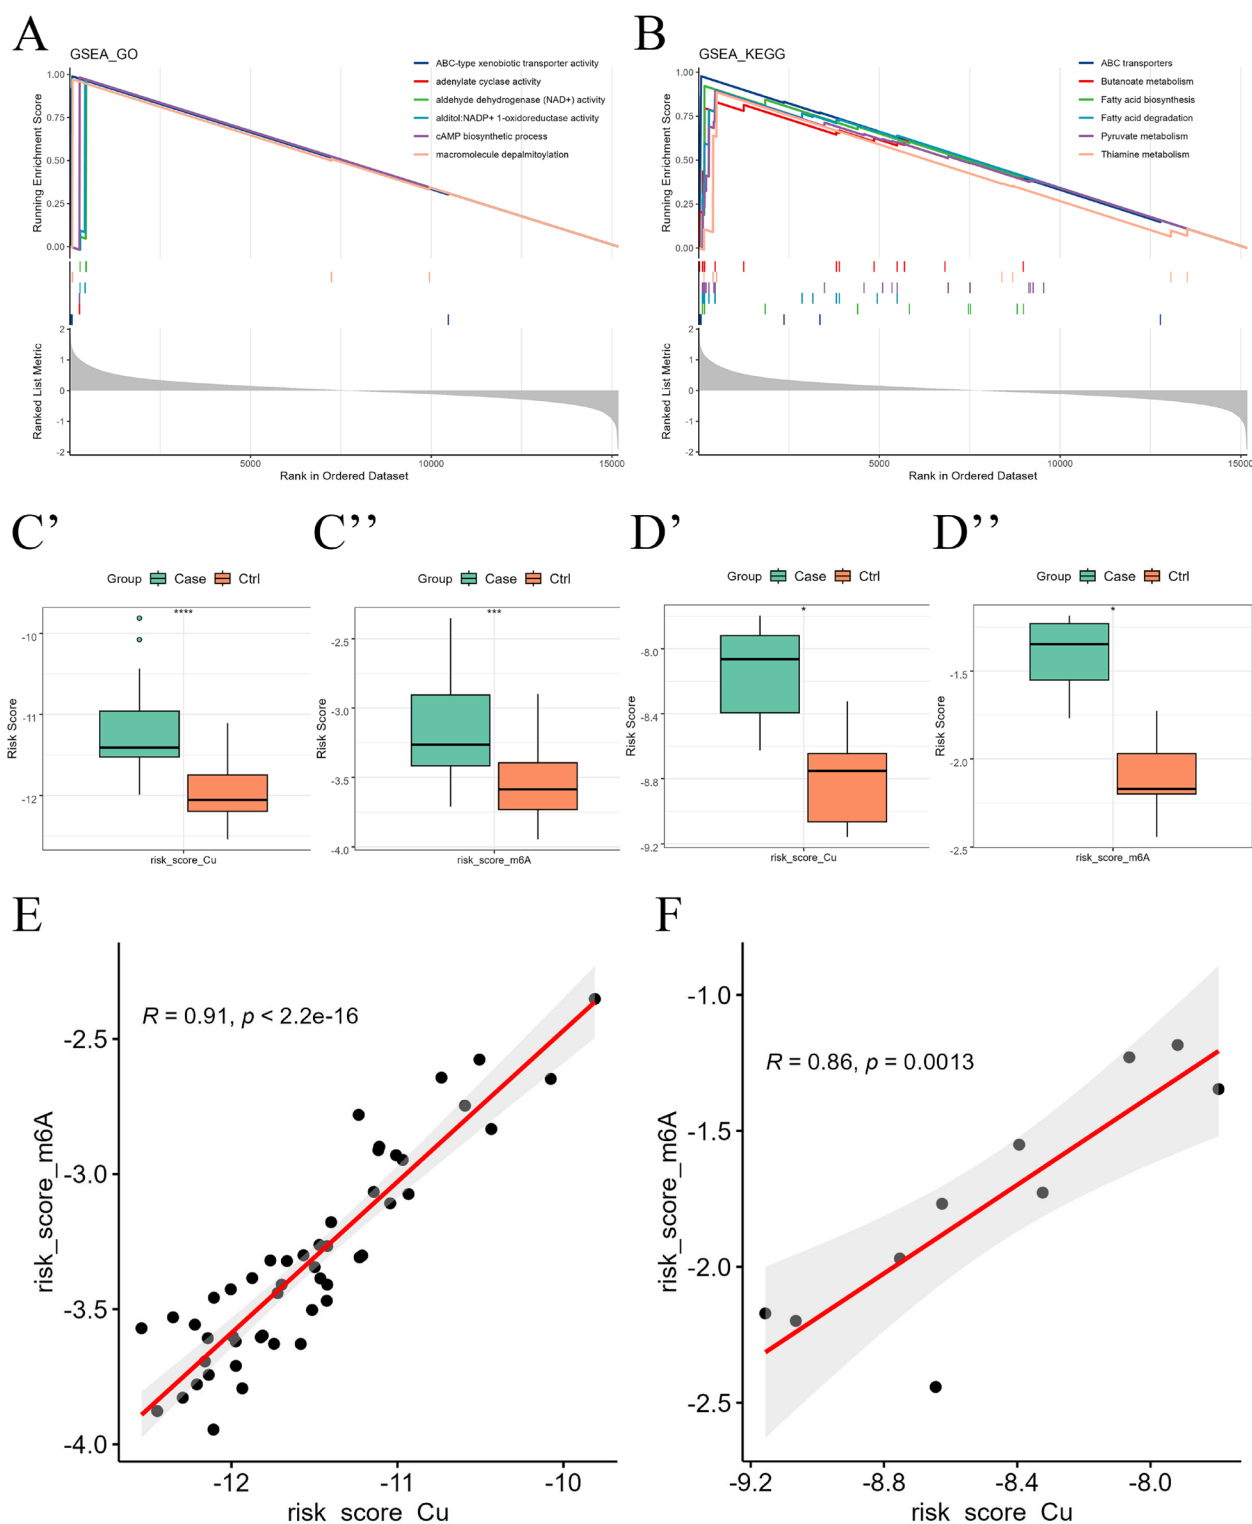 A
GSEA_GO
ABC-type xenobiotic transporter activity
adenylate cyclase activity
aldehyde dehydrogenase (NAD+) activity
alditol:NADP+ 1-oxidoreductase activity
cAMP biosynthetic process
macromolecule depalmitoylation
Running Enrichment Score
1.00
0.75
0.50
0.25
0.00
Ranked List Metric
2
1
0
-1
-2
5000
10000
15000
Rank in Ordered Dataset
B
GSEA_KEGG
ABC transporters
Butanoate metabolism
Fatty acid biosynthesis
Fatty acid degradation
Pyruvate metabolism
Thiamine metabolism
Running Enrichment Score
1.00
0.75
0.50
0.25
0.00
Ranked List Metric
2
1
0
-1
-2
5000
10000
15000
Rank in Ordered Dataset
C’
Group Case Ctrl
****
Risk Score
-10
-11
-12
risk_score_Cu
C’’
Group Case Ctrl
***
Risk Score
-2.5
-3.0
-3.5
-4.0
risk_score_m6A
D’
Group Case Ctrl
*
Risk Score
-8.0
-8.4
-8.8
-9.2
risk_score_Cu
D’’
Group Case Ctrl
*
Risk Score
-1.5
-2.0
-2.5
risk_score_m6A
E
R = 0.91, p < 2.2e-16
risk_score_m6A
-2.5
-3.0
-3.5
-4.0
-12
-11
-10
risk_score_Cu
F
R = 0.86, p = 0.0013
risk_score_m6A
-1.0
-1.5
-2.0
-2.5
-9.2
-8.8
-8.4
-8.0
risk_score_Cu